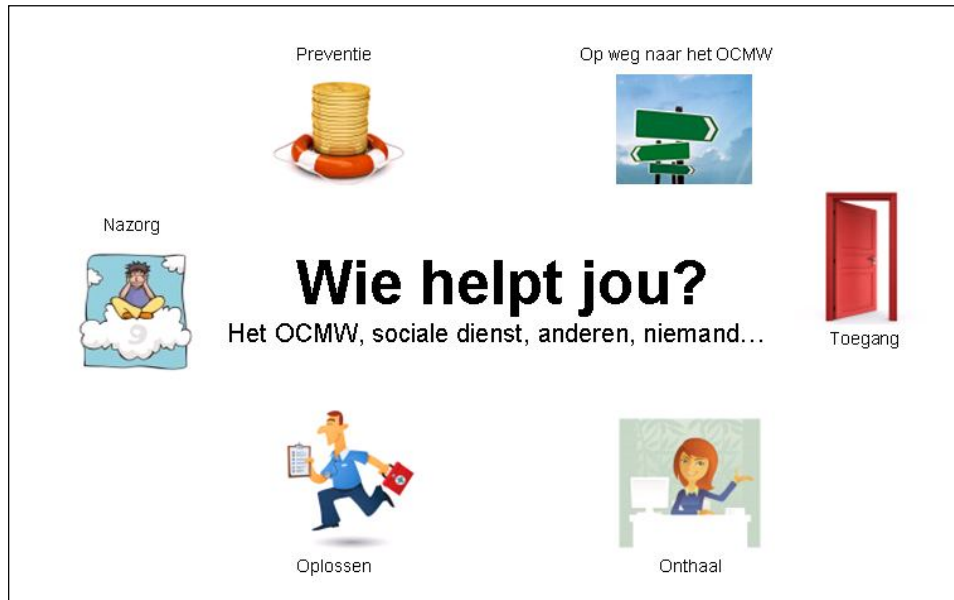 Preventie
Op weg naar het OCMW
Nazorg
Wie helpt jou?
Het OCMW, sociale dienst, anderen, niemand...
Toegang
Oplossen
Onthaal
9